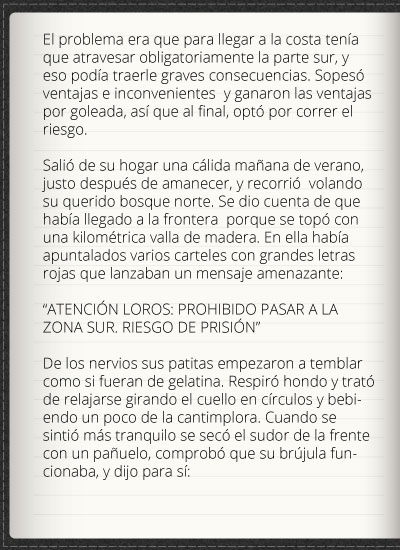 El problema era que para llegar a la costa tenía
que atravesar obligatoriamente la parte sur, y
eso podía traerle graves consecuencias. Sopesó
ventajas e inconvenientes  y ganaron las ventajas
por goleada, así que al final, optó por correr el
riesgo.

Salió de su hogar una cálida mañana de verano,
justo después de amanecer, y recorrió  volando
su querido bosque norte. Se dio cuenta de que
había llegado a la frontera  porque se topó con
una kilométrica valla de madera. En ella había
apuntalados varios carteles con grandes letras
rojas que lanzaban un mensaje amenazante:

“ATENCIÓN LOROS: PROHIBIDO PASAR A LA
ZONA SUR. RIESGO DE PRISIÓN”

De los nervios sus patitas empezaron a temblar
como si fueran de gelatina. Respiró hondo y trató
de relajarse girando el cuello en círculos y bebi-
endo un poco de la cantimplora. Cuando se
sintió más tranquilo se secó el sudor de la frente
con un pañuelo, comprobó que su brújula fun-
cionaba, y dijo para sí: